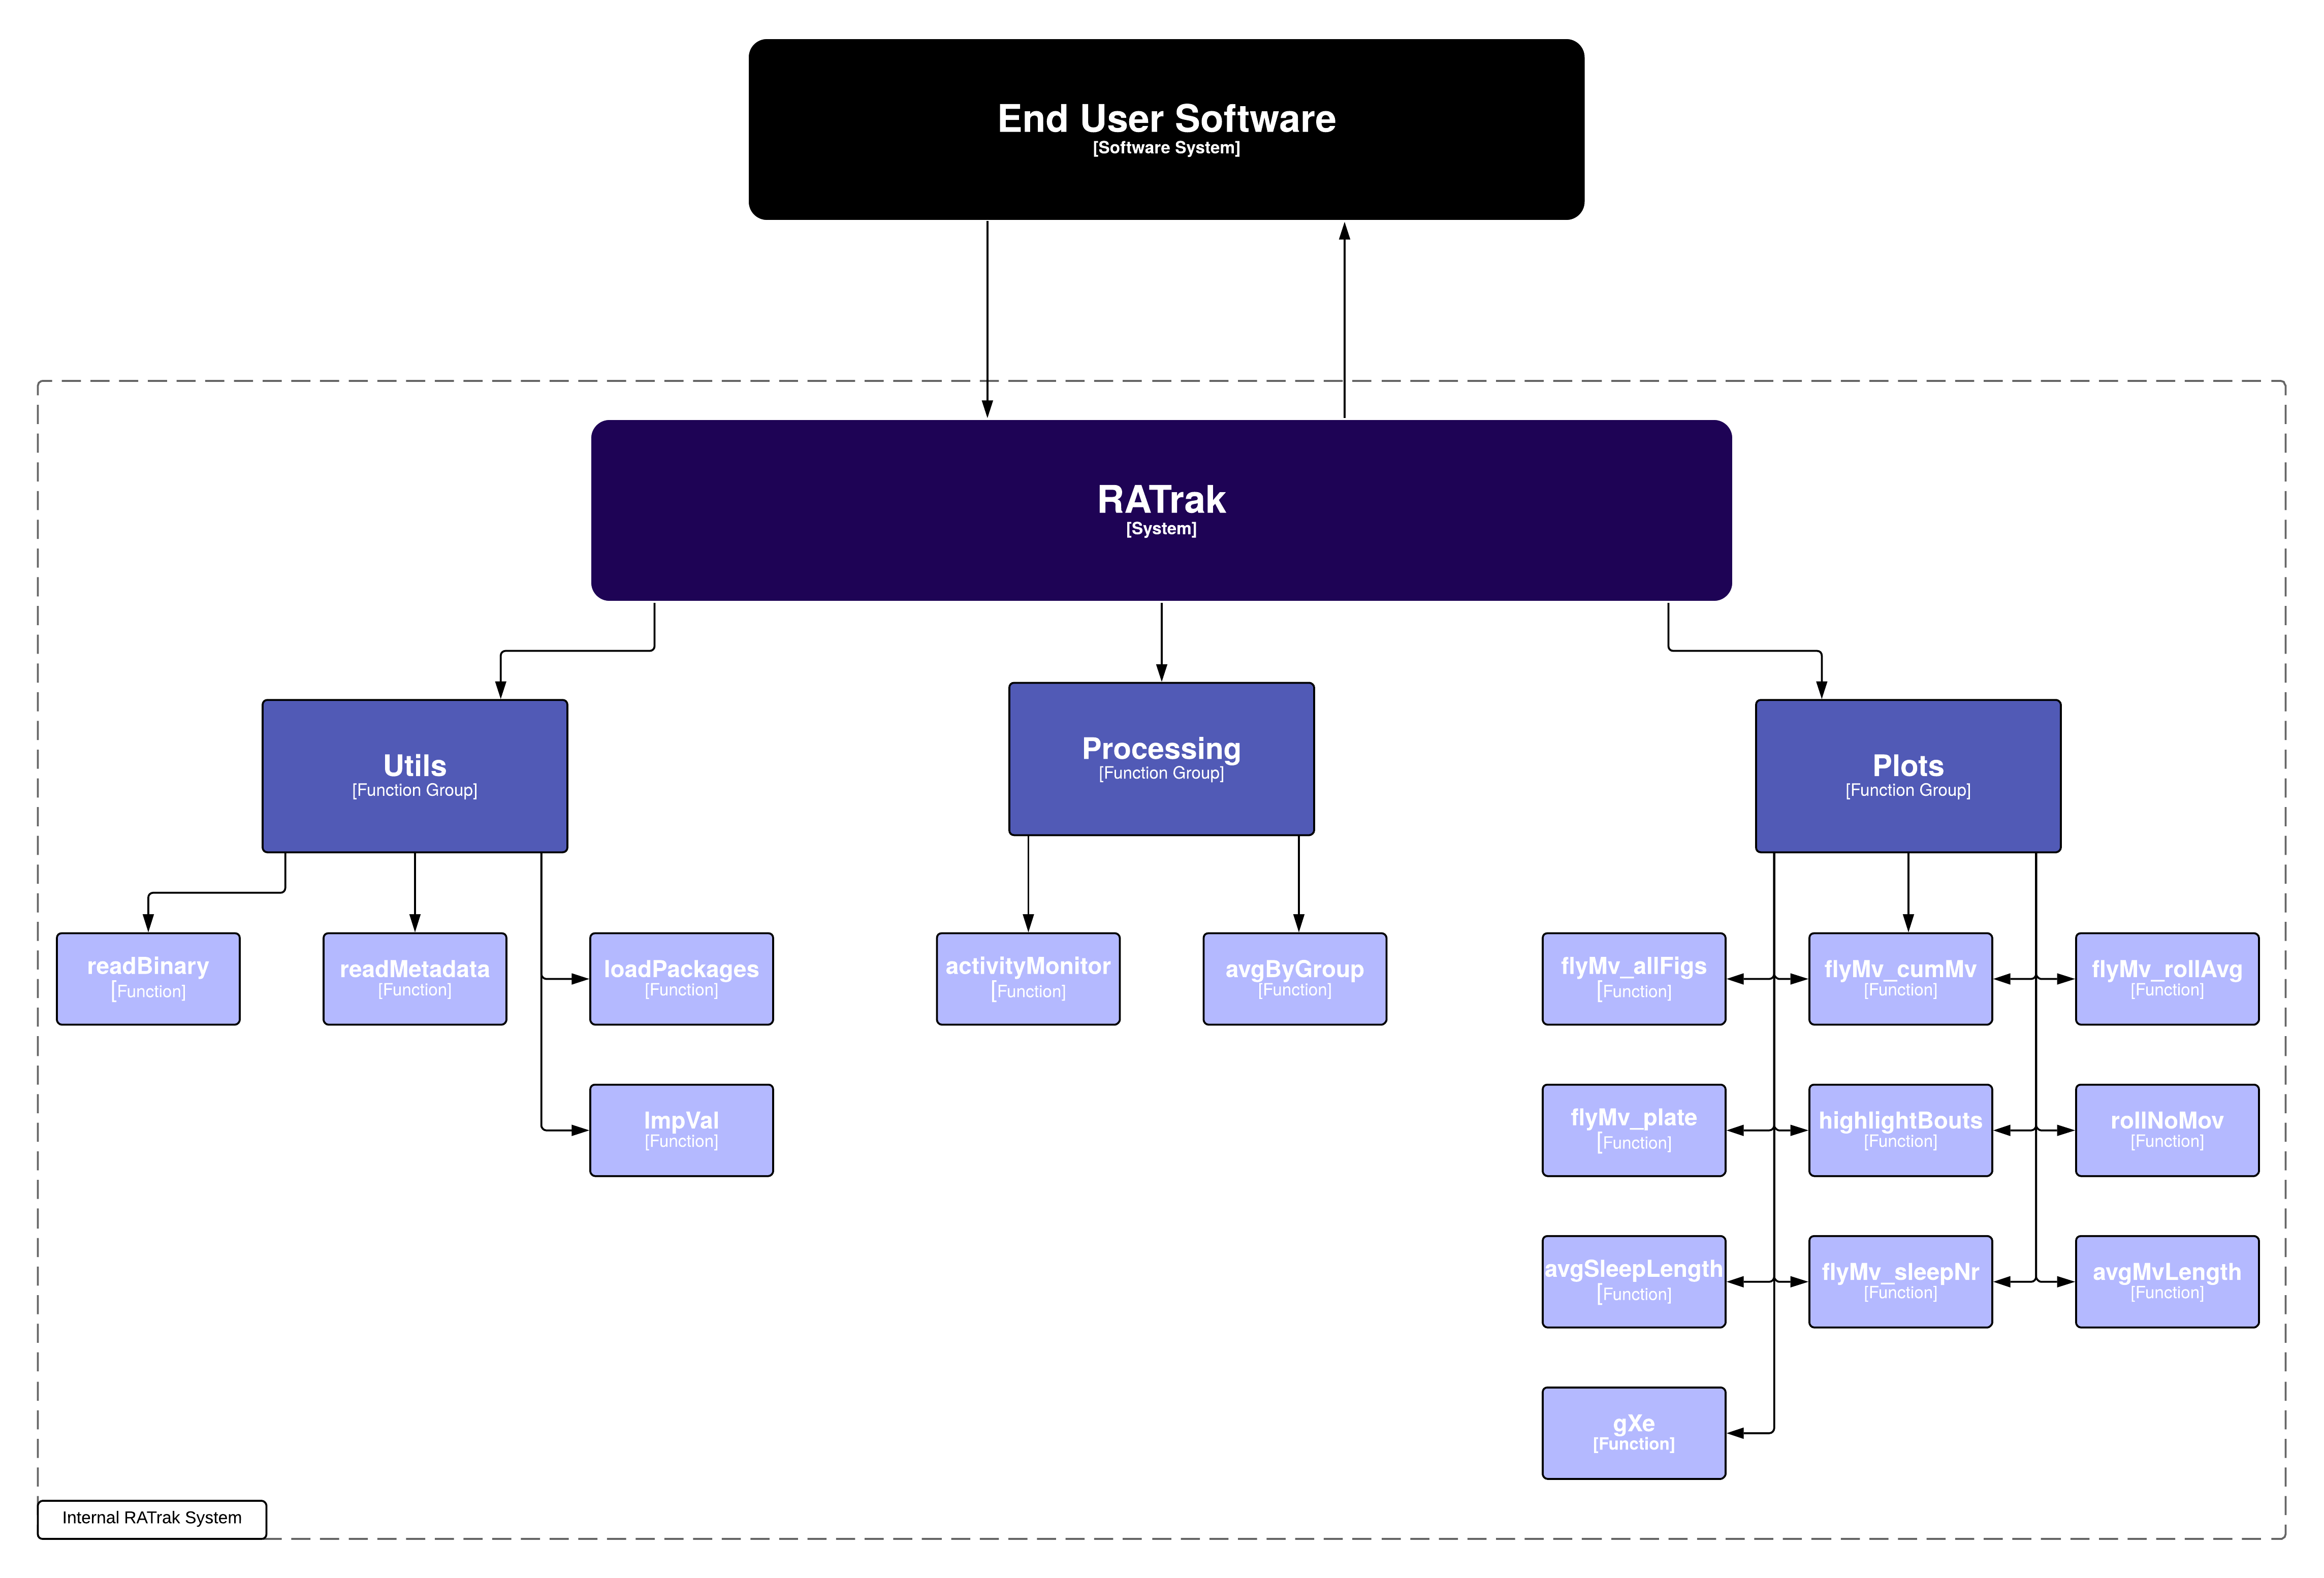 End User Software
[Software System]
RATrak
[System]
Utils
[Function Group]
Processing
[Function Group]
Plots
[Function Group]
readBinary
[Function]
readMetadata
[Function]
loadPackages
[Function]
activityMonitor
[Function]
avgByGroup
[Function]
flyMv_allFigs
[Function]
flyMv_cumMv
[Function]
flyMv_rollAvg
[Function]
ImpVal
[Function]
flyMv_plate
[Function]
highlightBouts
[Function]
rollNoMov
[Function]
avgSleepLength
[Function]
flyMv_sleepNr
[Function]
avgMvLength
[Function]
gXe
[Function]
Internal RATrak System